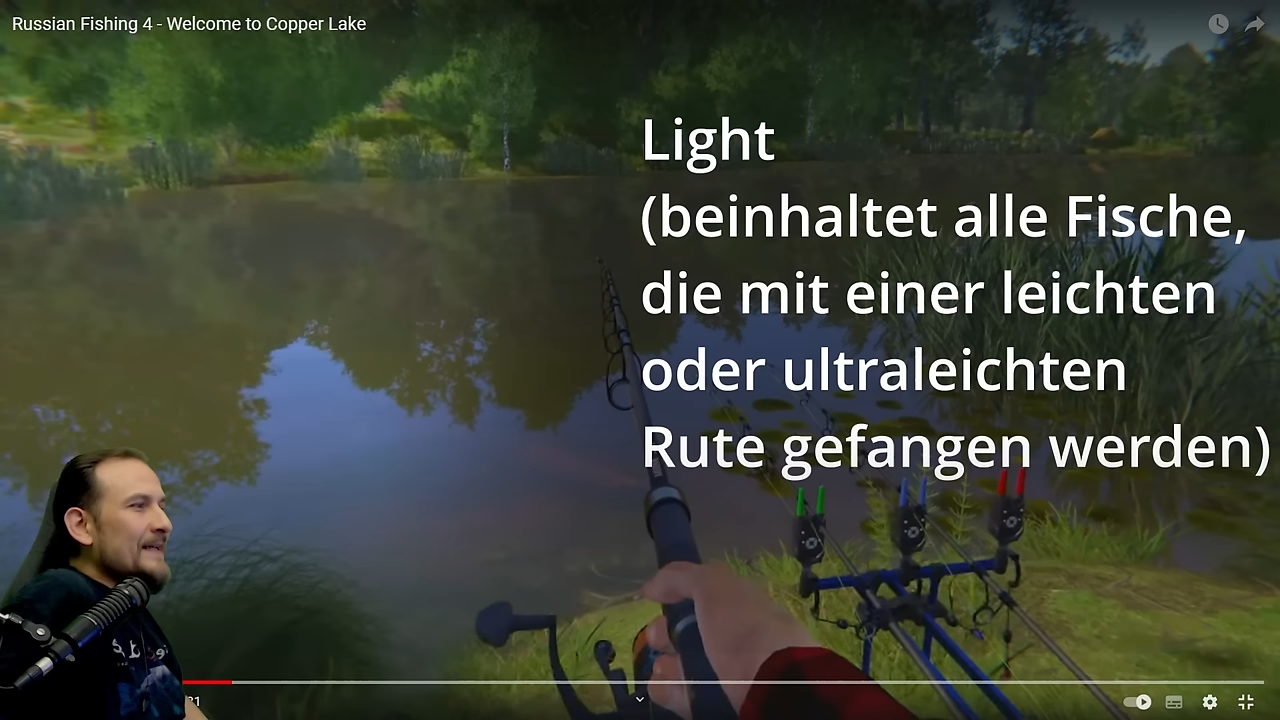 Russian Fishing 4 - Welcome to Copper Lake
Light
(beinhaltet alle Fische,
die mit einer leichten
oder ultraleichten
Rute gefangen werden)